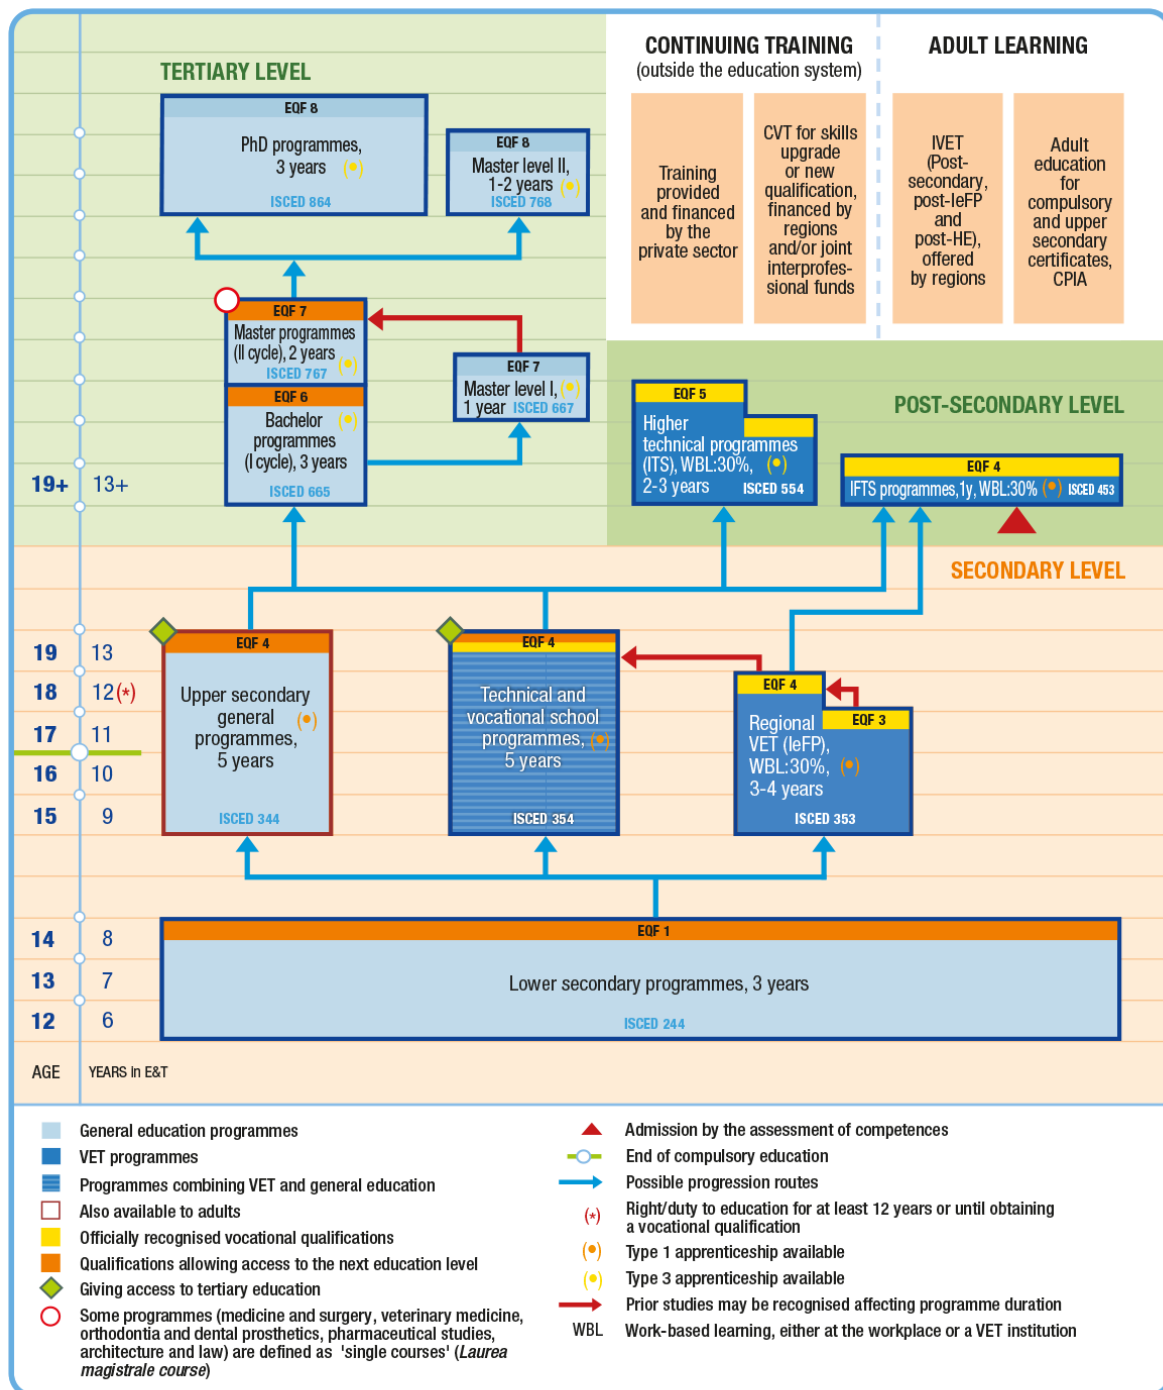 TERTIARY LEVEL
CONTINUING TRAINING
(outside the education system)
ADULT LEARNING
EQF 8
PhD programmes,
3 years (•)
ISCED 864
EQF 8
Master level II,
1-2 years (•)
ISCED 768
Training
provided
and financed
by the
private sector
CVT for skills
upgrade
or new
qualification,
financed by
regions
and/or joint
interprofes-
sional funds
IVET
(Post-
secondary,
post-IeFP
and
post-HE),
offered
by regions
Adult
education
for
compulsory
and upper
secondary
certificates,
CPIA
EQF 7
Master programmes
(II cycle), 2 years (•)
ISCED 767
EQF 6
Bachelor (•)
programmes
(I cycle), 3 years
ISCED 665
EQF 7
Master level I, (•)
1 year ISCED 667
POST-SECONDARY LEVEL
EQF 5
Higher
technical programmes
(ITS), WBL:30%, (•)
2-3 years ISCED 554
EQF 4
IFTS programmes,1y, WBL:30% (•) ISCED 453
19+ 13+
SECONDARY LEVEL
19 13
18 12(*)
17 11
16 10
15 9
EQF 4
Upper secondary
general (•)
programmes,
5 years
ISCED 344
EQF 4
Technical and
vocational school
programmes, (•)
5 years
ISCED 354
EQF 4
EQF 3
Regional
VET (IeFP),
WBL:30%, (•)
3-4 years
ISCED 353
14 8
13 7
12 6
EQF 1
Lower secondary programmes, 3 years
ISCED 244
AGE YEARS in E&T
General education programmes
VET programmes
Programmes combining VET and general education
Also available to adults
Officially recognised vocational qualifications
Qualifications allowing access to the next education level
Giving access to tertiary education
Some programmes (medicine and surgery, veterinary medicine,
orthodontia and dental prosthetics, pharmaceutical studies,
architecture and law) are defined as 'single courses' (Laurea
magistrale course)
Admission by the assessment of competences
End of compulsory education
Possible progression routes
(*) Right/duty to education for at least 12 years or until obtaining
a vocational qualification
(•) Type 1 apprenticeship available
(•) Type 3 apprenticeship available
Prior studies may be recognised affecting programme duration
WBL Work-based learning, either at the workplace or a VET institution